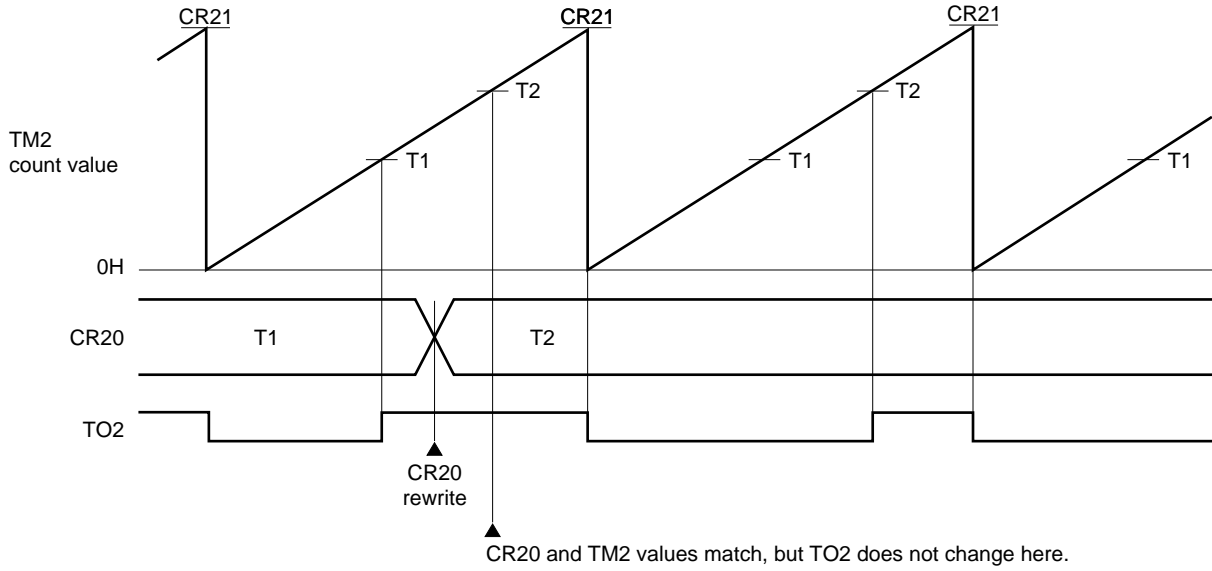 CR21
CR21
CR21
T2
T2
TM2
count value
T1
T1
T1
0H
CR20
T1
T2
TO2
CR20
rewrite
CR20 and TM2 values match, but TO2 does not change here.